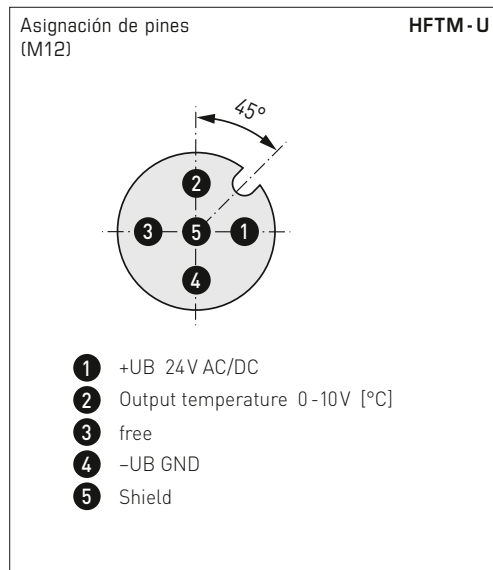 Asignación de pines HFTM-U
(M12)
45°
2
3 5 1
4
1 +UB 24V AC/DC
2 Output temperature 0-10V [°C]
3 free
4 –UB GND
5 Shield